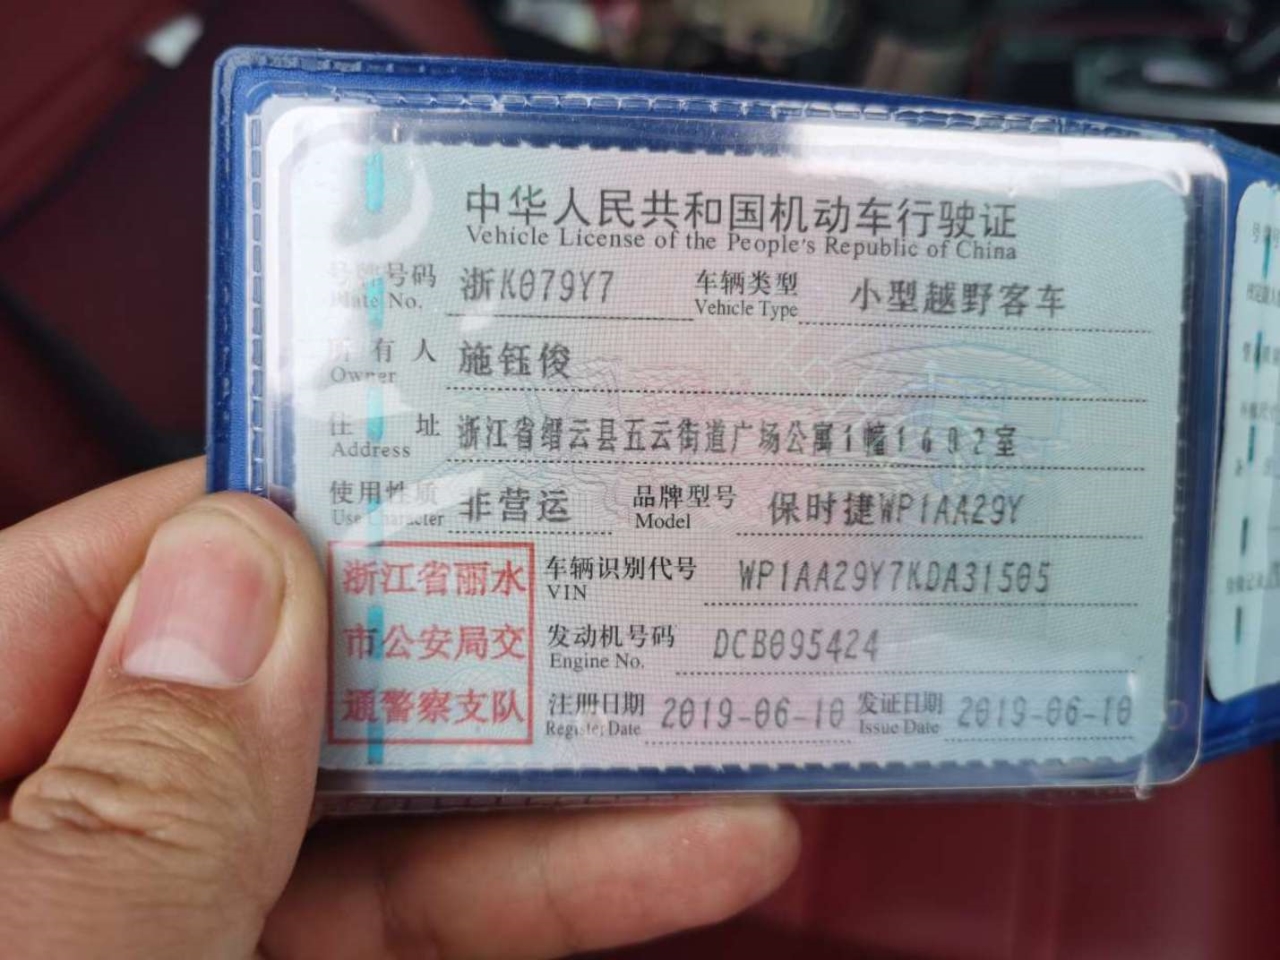 中华人民共和国机动车行驶证
Vehicle License of the People's Republic of China
号牌号码 浙K079Y7 车辆类型 小型越野客车
Plate No. Vehicle Type
所有人 施钰俊
Owner
住址 浙江省缙云县五云街道广场公寓1幢1602室
Address
使用性质 非营运 品牌型号 保时捷WP1AA29Y
Use Character Model
浙江省丽水 车辆识别代号 WP1AA29Y7KDA31505
VIN
市公安局交 发动机号码 DCB095424
Engine No.
通警察支队 注册日期 2019-06-10 发证日期 2019-06-10
Register Date Issue Date